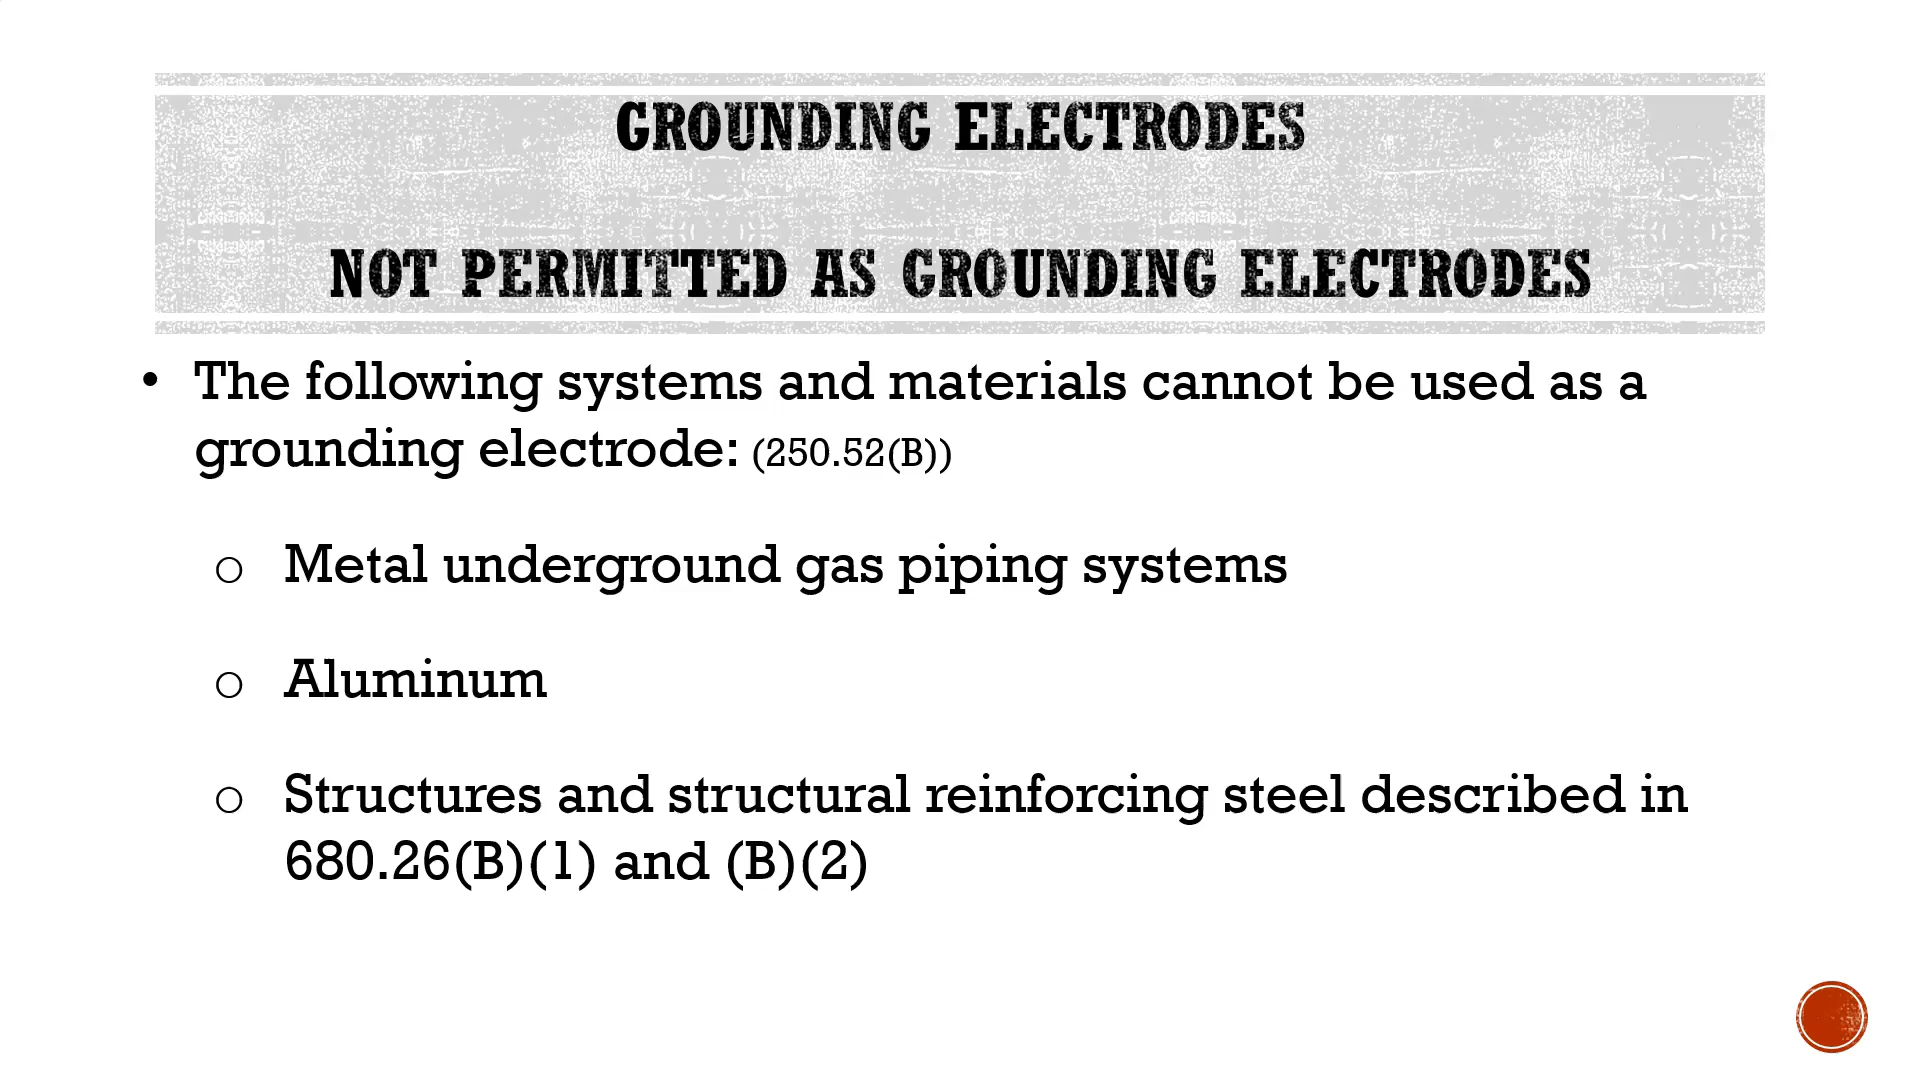 GROUNDING ELECTRODES
NOT PERMITTED AS GROUNDING ELECTRODES
• The following systems and materials cannot be used as a
grounding electrode: (250.52(B))
o Metal underground gas piping systems
o Aluminum
o Structures and structural reinforcing steel described in
680.26(B)(1) and (B)(2)